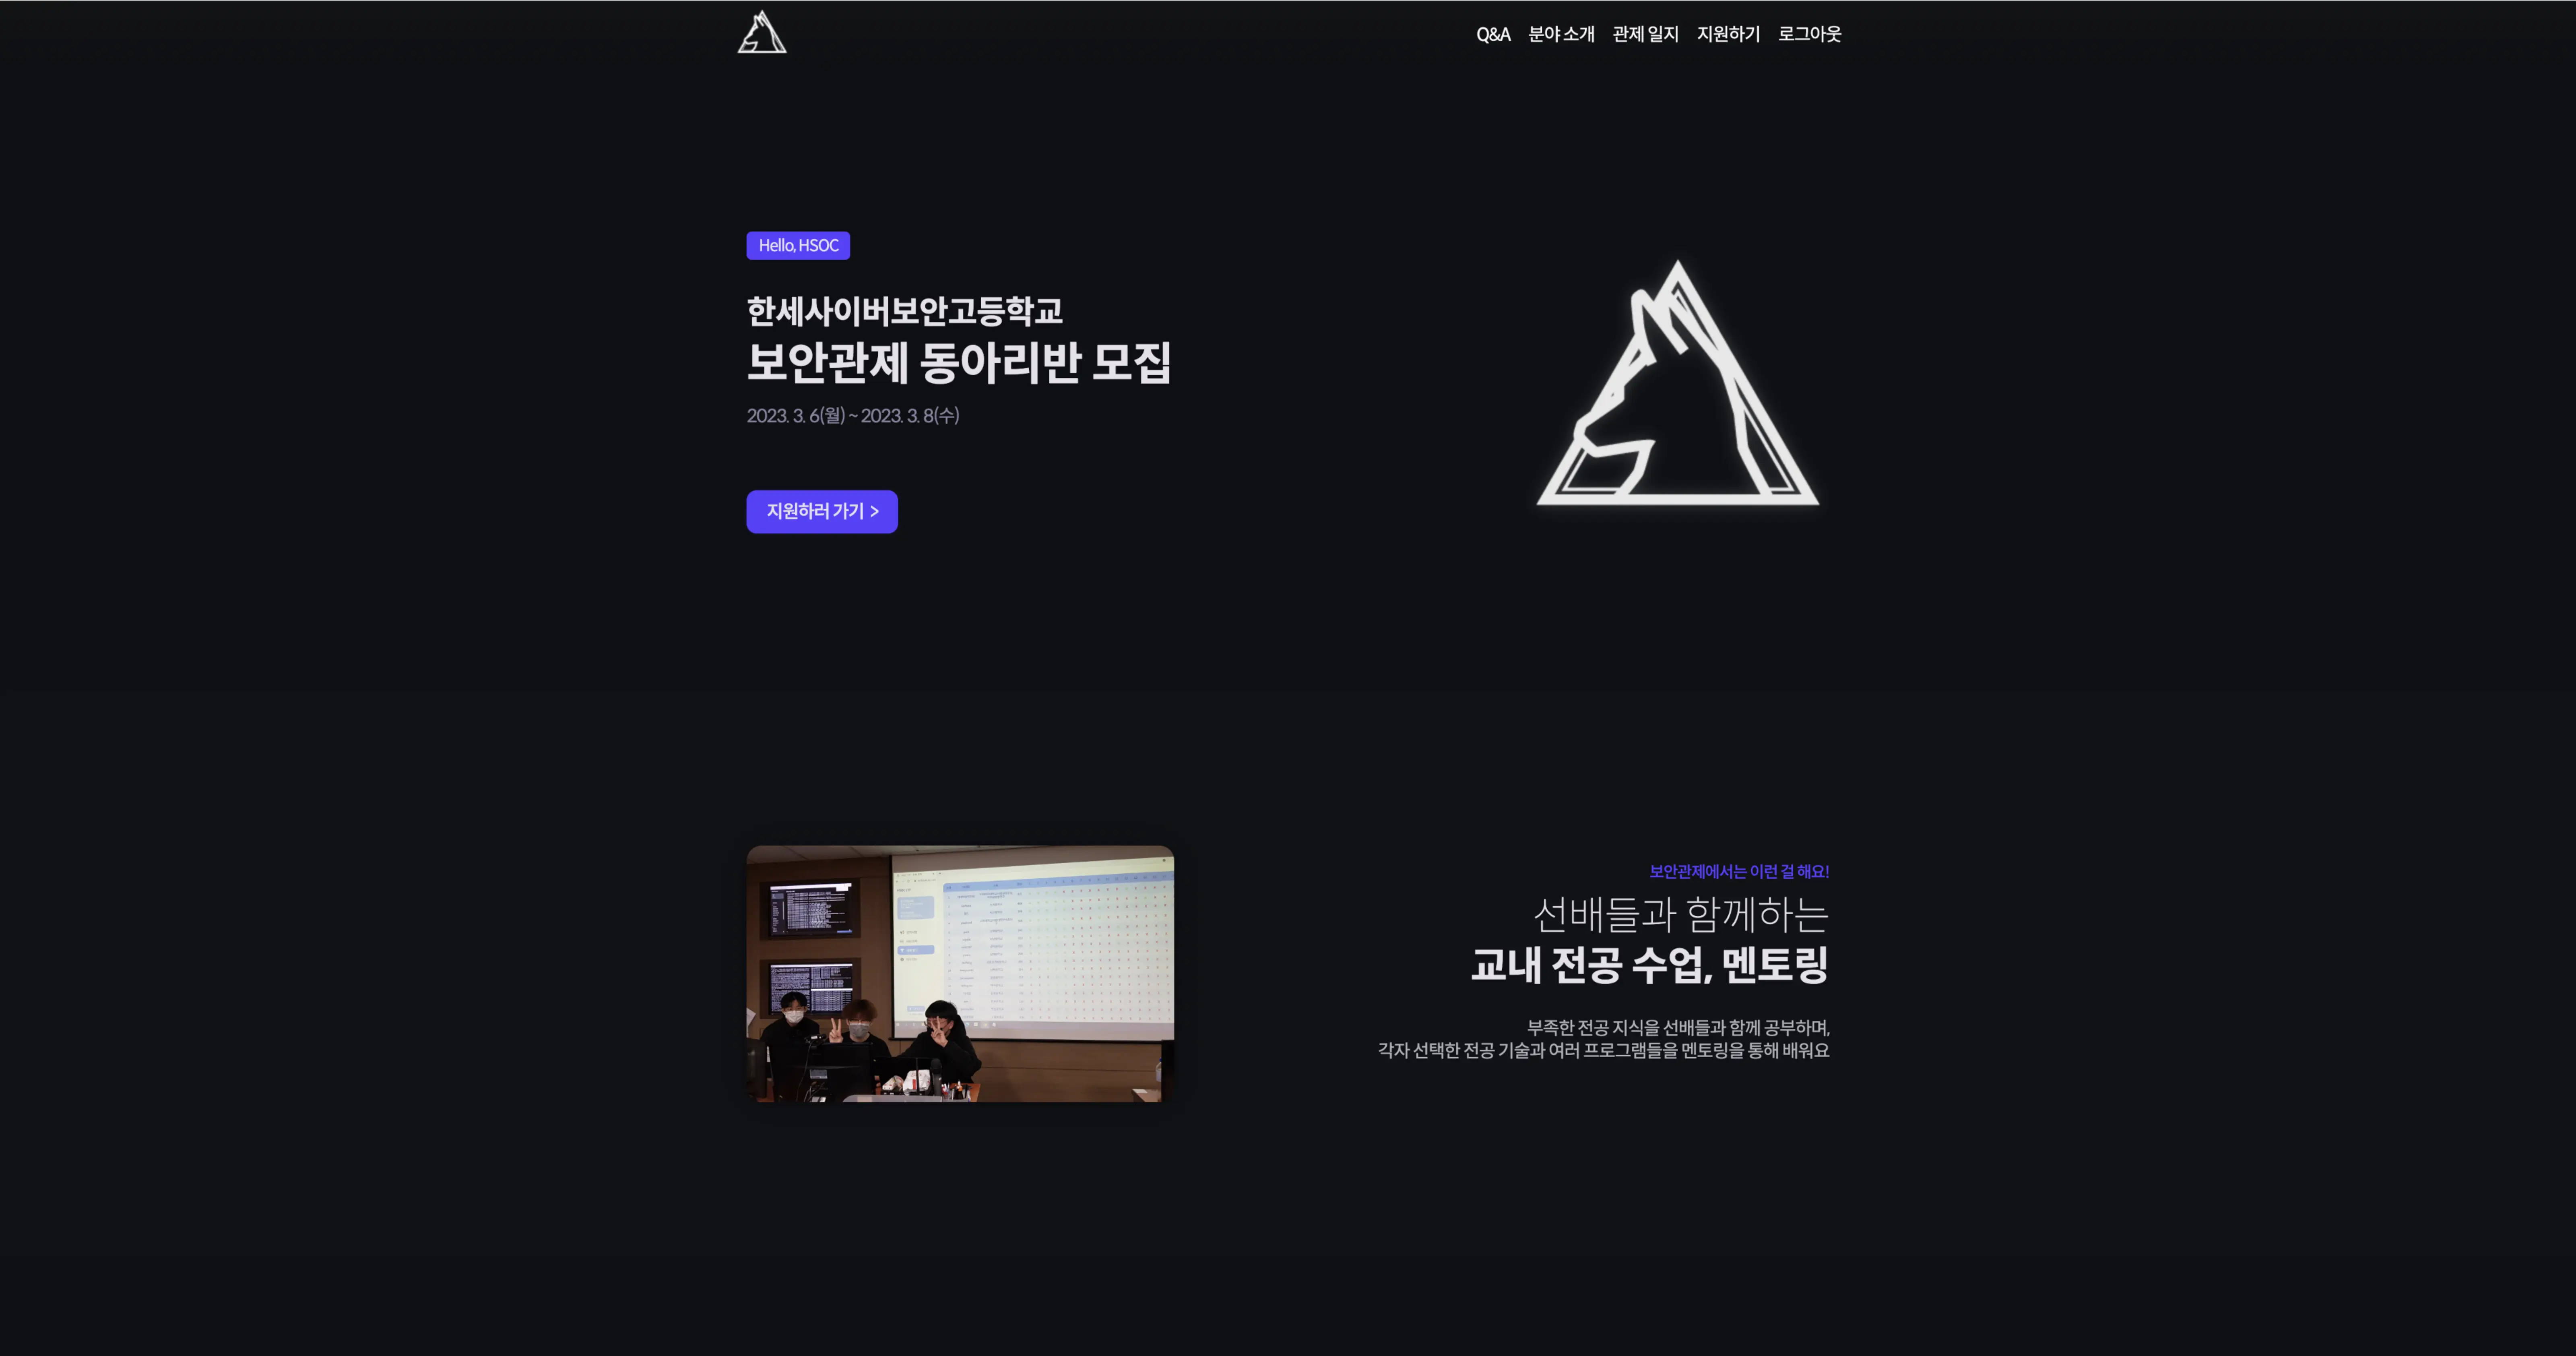 Q&A 분야 소개 관제 일지 지원하기 로그아웃
Hello, HSOC
한세사이버보안고등학교
보안관제 동아리반 모집
2023. 3. 6(월) ~ 2023. 3. 8(수)
지원하러 가기 >
보안관제에서는 이런 걸 해요!
선배들과 함께하는
교내 전공 수업, 멘토링
부족한 전공 지식을 선배들과 함께 공부하며,
각자 선택한 전공 기술과 여러 프로그램들을 멘토링을 통해 배워요